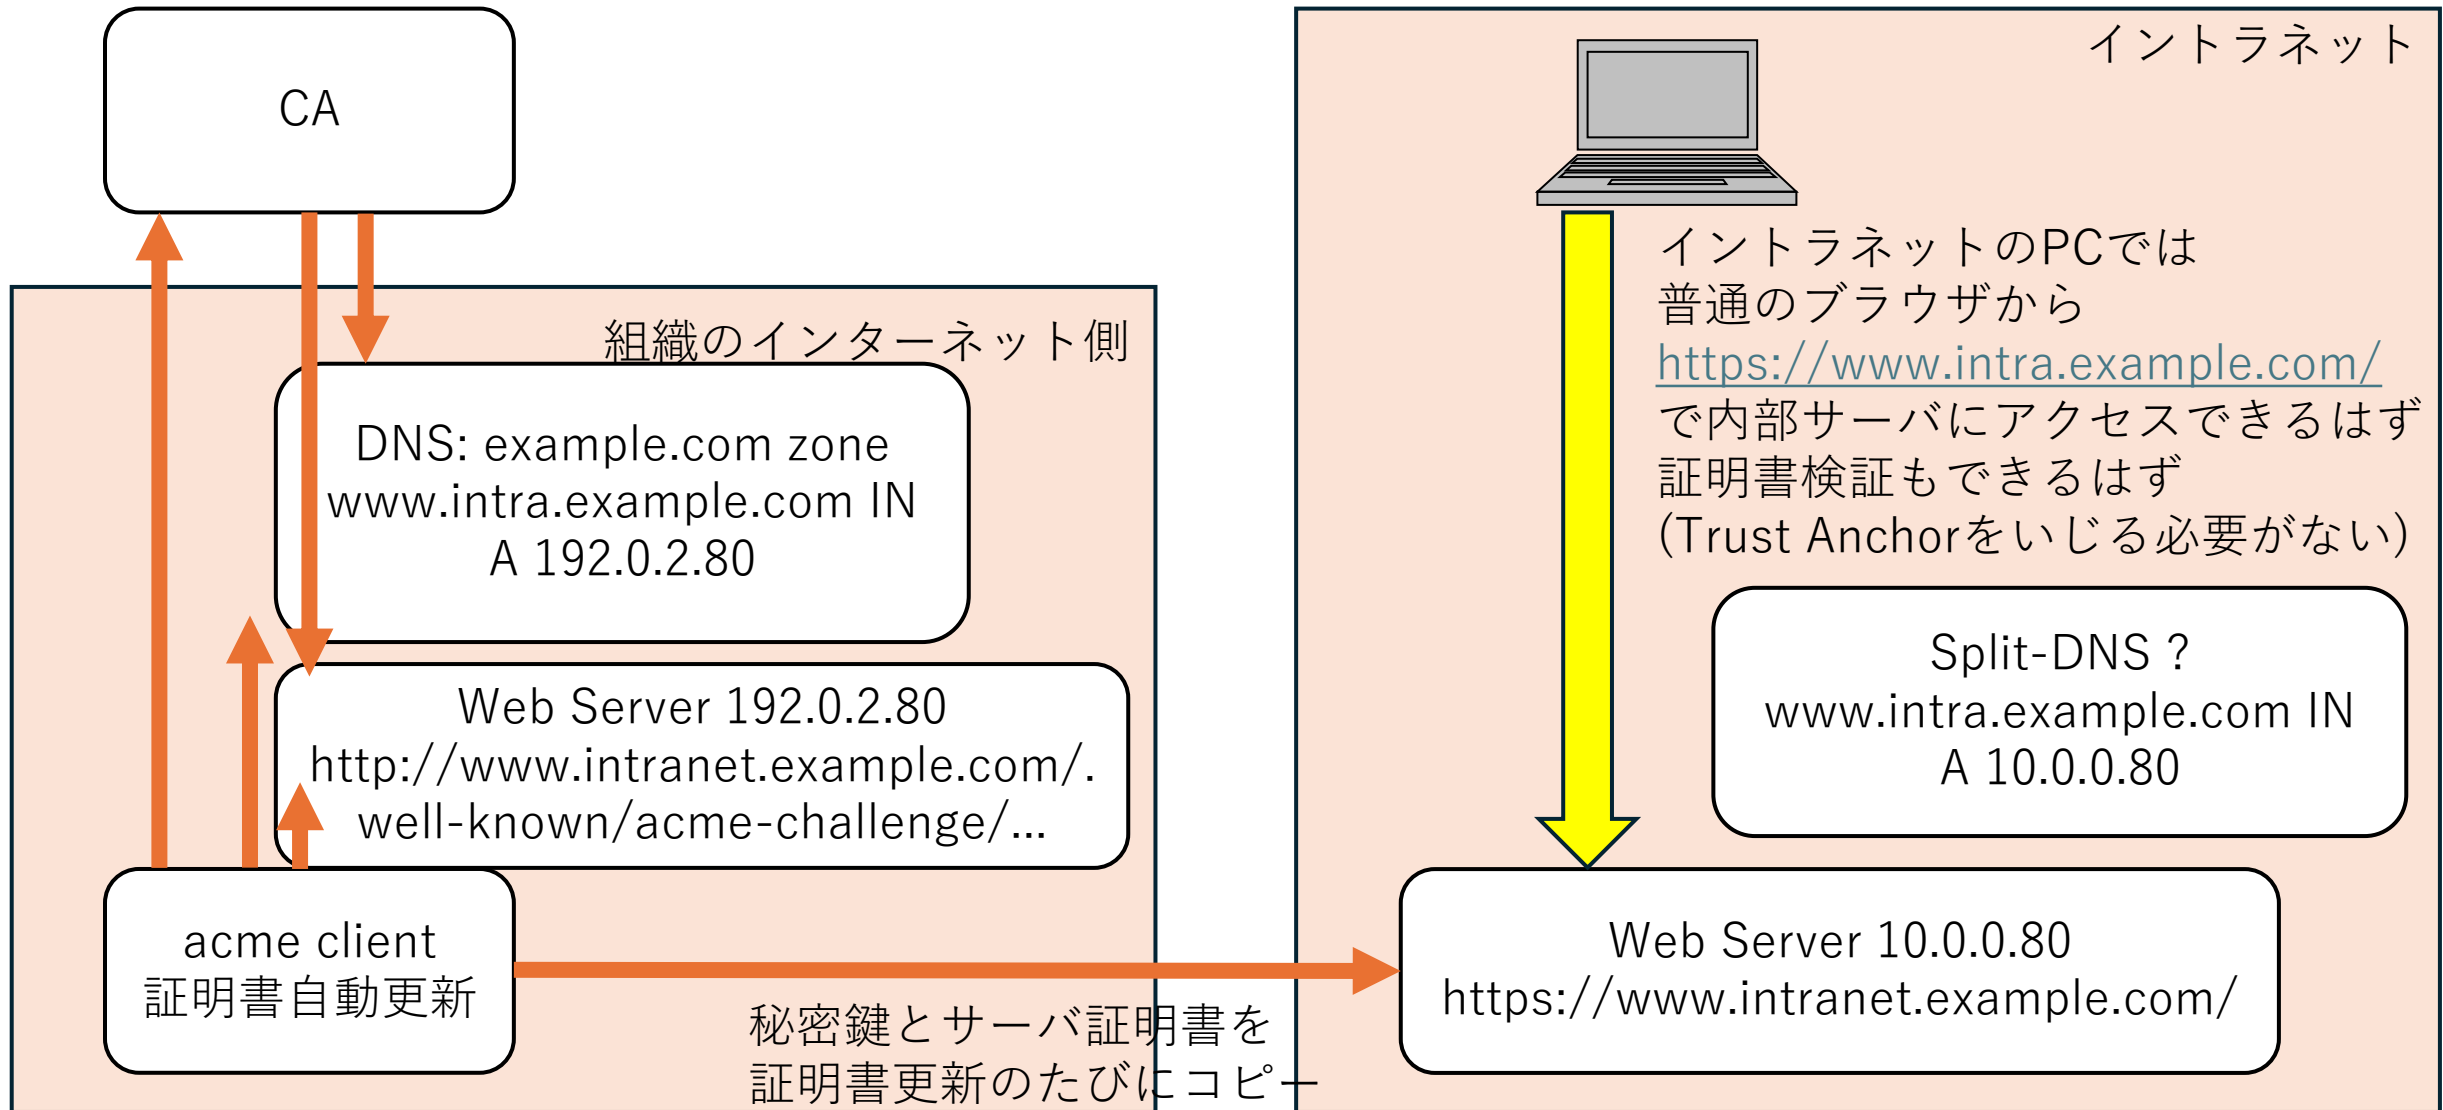 CA
組織のインターネット側
DNS: example.com zone
www.intra.example.com IN
A 192.0.2.80
Web Server 192.0.2.80
http://www.intranet.example.com/.
well-known/acme-challenge/...
acme client
証明書自動更新
秘密鍵とサーバ証明書を
証明書更新のたびにコピー
イントラネット
イントラネットのPCでは
普通のブラウザから
https://www.intra.example.com/
で内部サーバにアクセスできるはず
証明書検証もできるはず
(Trust Anchorをいじる必要がない)
Split-DNS ?
www.intra.example.com IN
A 10.0.0.80
Web Server 10.0.0.80
https://www.intranet.example.com/